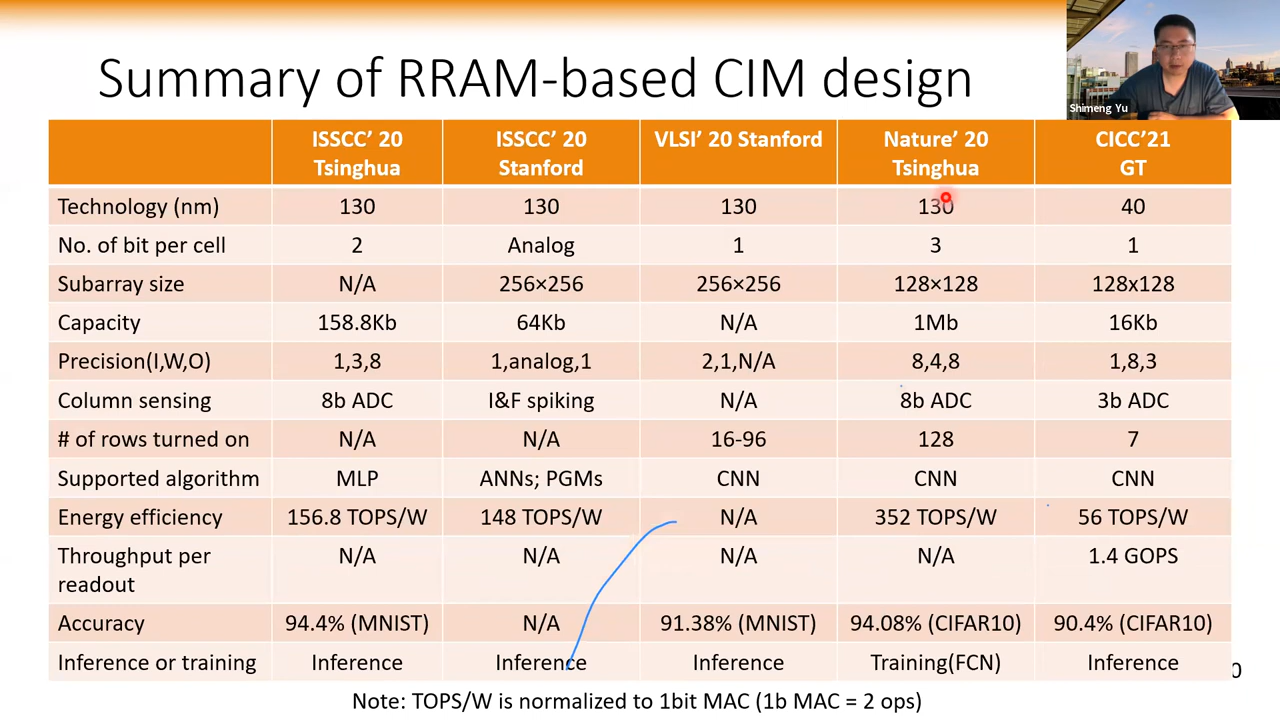 Summary of RRAM-based CIM design
Shimeng Yu
ISSCC’ 20 Tsinghua ISSCC’ 20 Stanford VLSI’ 20 Stanford Nature’ 20 Tsinghua CICC’21 GT
Technology (nm) 130 130 130 130 40
No. of bit per cell 2 Analog 1 3 1
Subarray size N/A 256×256 256×256 128×128 128x128
Capacity 158.8Kb 64Kb N/A 1Mb 16Kb
Precision(I,W,O) 1,3,8 1,analog,1 2,1,N/A 8,4,8 1,8,3
Column sensing 8b ADC I&F spiking N/A 8b ADC 3b ADC
# of rows turned on N/A N/A 16-96 128 7
Supported algorithm MLP ANNs; PGMs CNN CNN CNN
Energy efficiency 156.8 TOPS/W 148 TOPS/W N/A 352 TOPS/W 56 TOPS/W
Throughput per readout N/A N/A N/A N/A 1.4 GOPS
Accuracy 94.4% (MNIST) N/A 91.38% (MNIST) 94.08% (CIFAR10) 90.4% (CIFAR10)
Inference or training Inference Inference Inference Training(FCN) Inference
0
Note: TOPS/W is normalized to 1bit MAC (1b MAC = 2 ops)